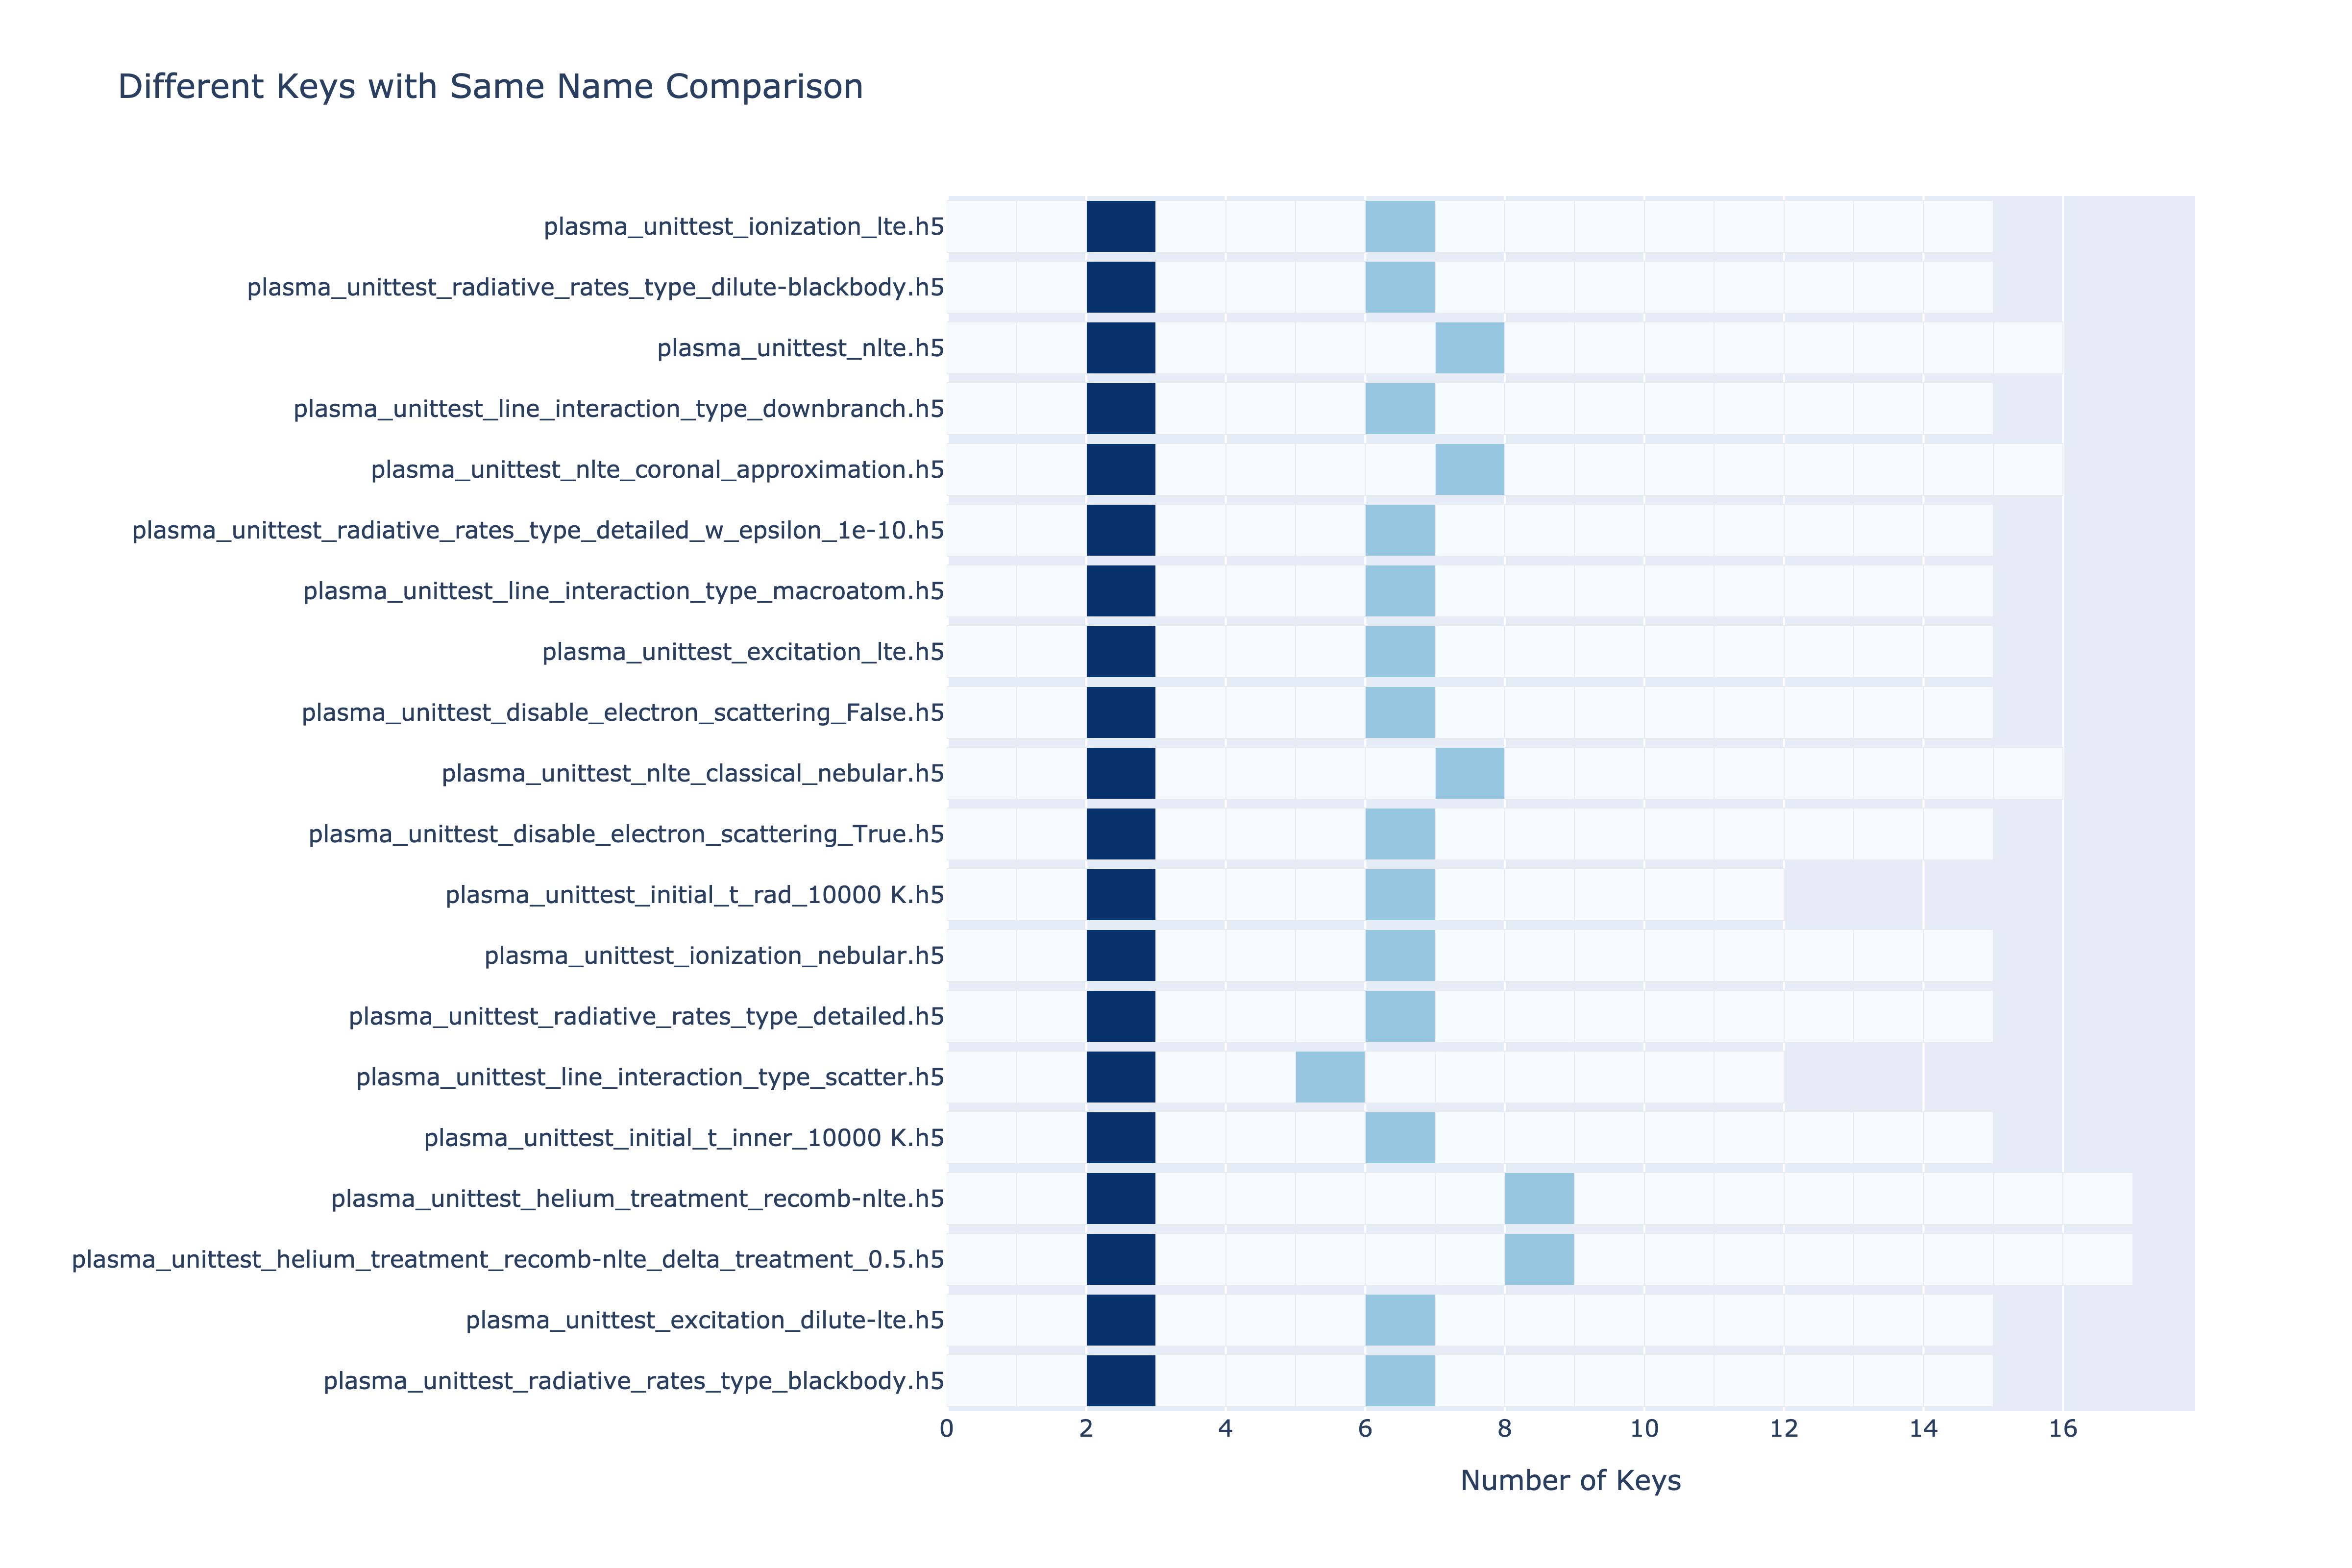 Different Keys with Same Name Comparison
plasma_unittest_ionization_lte.h5
plasma_unittest_radiative_rates_type_dilute-blackbody.h5
plasma_unittest_nlte.h5
plasma_unittest_line_interaction_type_downbranch.h5
plasma_unittest_nlte_coronal_approximation.h5
plasma_unittest_radiative_rates_type_detailed_w_epsilon_1e-10.h5
plasma_unittest_line_interaction_type_macroatom.h5
plasma_unittest_excitation_lte.h5
plasma_unittest_disable_electron_scattering_False.h5
plasma_unittest_nlte_classical_nebular.h5
plasma_unittest_disable_electron_scattering_True.h5
plasma_unittest_initial_t_rad_10000 K.h5
plasma_unittest_ionization_nebular.h5
plasma_unittest_radiative_rates_type_detailed.h5
plasma_unittest_line_interaction_type_scatter.h5
plasma_unittest_initial_t_inner_10000 K.h5
plasma_unittest_helium_treatment_recomb-nlte.h5
plasma_unittest_helium_treatment_recomb-nlte_delta_treatment_0.5.h5
plasma_unittest_excitation_dilute-lte.h5
plasma_unittest_radiative_rates_type_blackbody.h5
0 2 4 6 8 10 12 14 16
Number of Keys